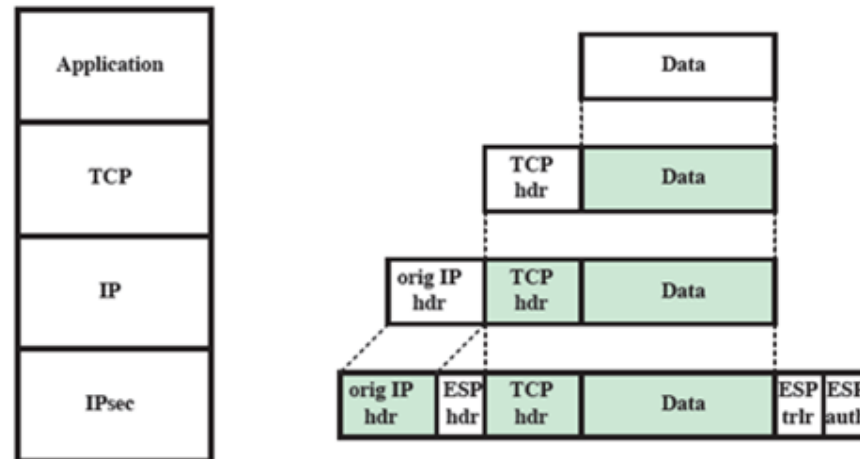 Application
Data
TCP
TCP
hdr
Data
IP
orig IP
hdr
TCP
hdr
Data
IPsec
orig IP
hdr
ESP
hdr
TCP
hdr
Data
ESP
trlr